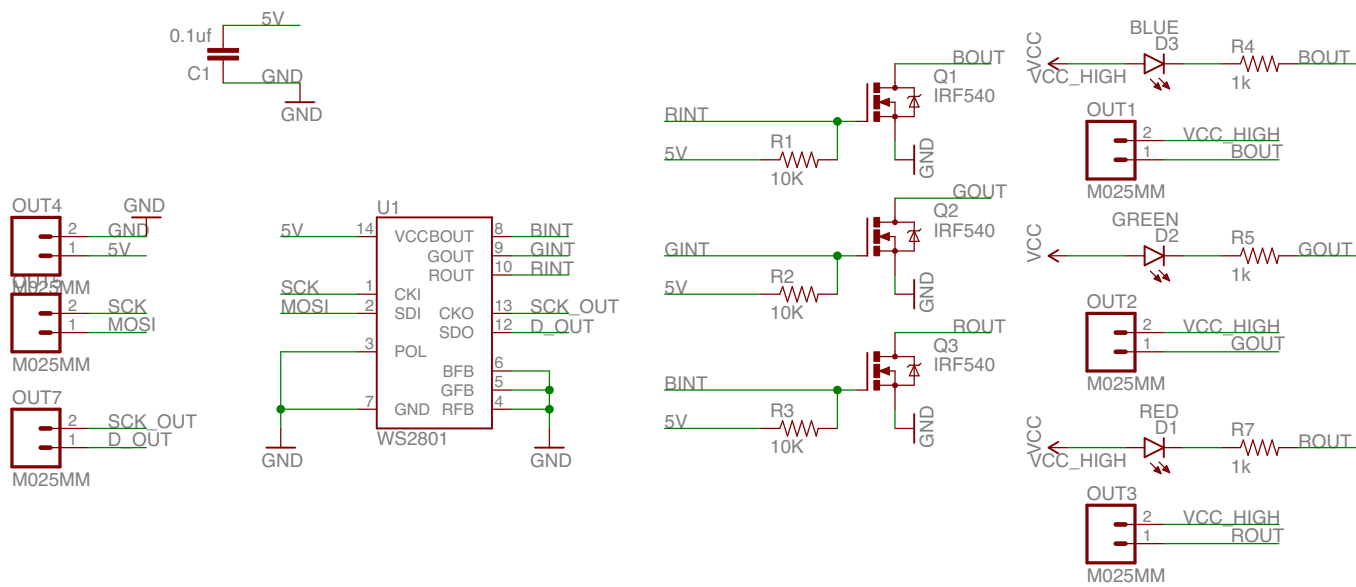 5V
0.1uf
C1
GND
GND
OUT4
GND
2
GND
1
5V
M025MM
OUT5
2
SCK
1
MOSI
M025MM
OUT7
2
SCK_OUT
1
D_OUT
M025MM
U1
5V
14
VCC
BOUT
8
BINT
GOUT
9
GINT
ROUT
10
RINT
SCK
1
CKI
MOSI
2
SDI
CKO
13
SCK_OUT
SDO
12
D_OUT
3
POL
BFB
6
GFB
5
7
GND
RFB
4
WS2801
GND
GND
BOUT
Q1
IRF540
RINT
R1
5V
10K
GND
GOUT
Q2
IRF540
GINT
R2
5V
10K
GND
ROUT
Q3
IRF540
BINT
R3
5V
10K
GND
BLUE
D3
VCC
VCC_HIGH
R4
1k
BOUT
OUT1
2
VCC_HIGH
1
BOUT
M025MM
GREEN
D2
VCC
R5
1k
GOUT
OUT2
2
VCC_HIGH
1
GOUT
M025MM
RED
D1
VCC
VCC_HIGH
R7
1k
ROUT
OUT3
2
VCC_HIGH
1
ROUT
M025MM